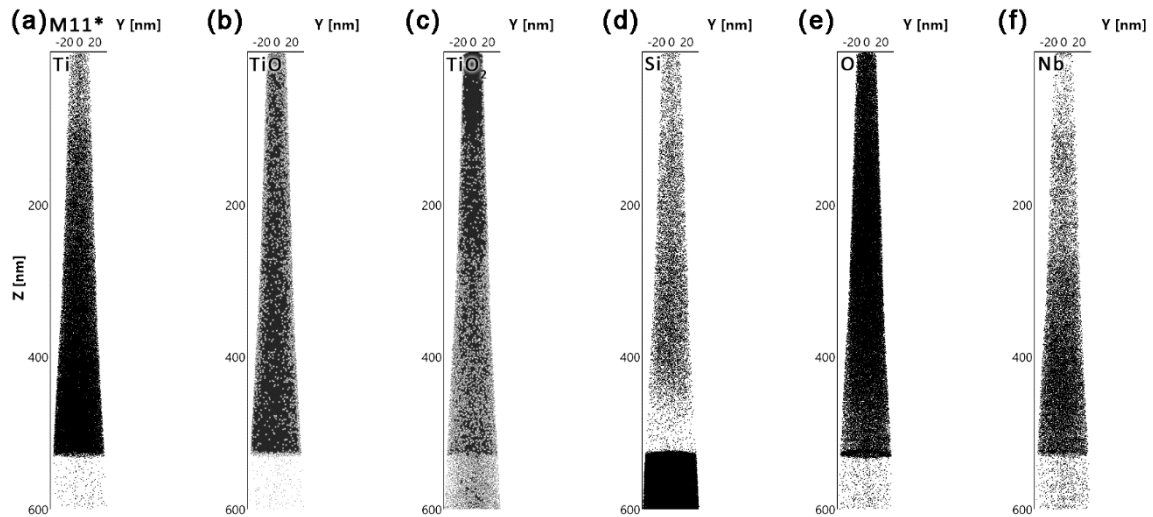 (a) M11* Y [nm] (b) Y [nm] (c) Y [nm] (d) Y [nm] (e) Y [nm] (f) Y [nm]
-20 0 20 -20 0 20 -20 0 20 -20 0 20 -20 0 20 -20 0 20
Ti TiO TiO₂ Si O Nb
200 200 200 200 200 200
Z [nm]
400 400 400 400 400 400
600 600 600 600 600 600